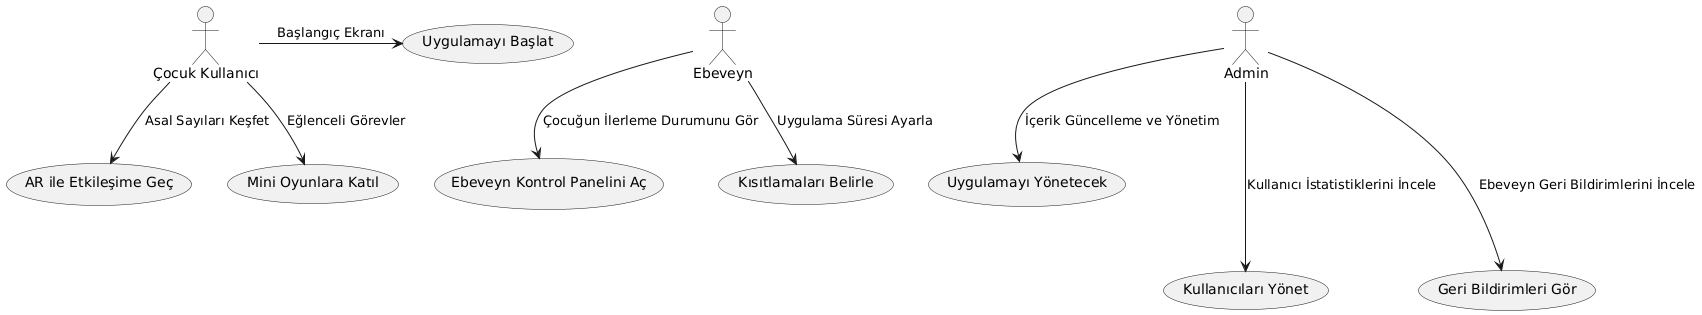 Başlangıç Ekranı
Uygulamayı Başlat
Çocuk Kullanıcı
Ebeveyn
Admin
Asal Sayıları Keşfet
Eğlenceli Görevler
Çocuğun İlerleme Durumunu Gör
Uygulama Süresi Ayarla
İçerik Güncelleme ve Yönetim
AR ile Etkileşime Geç
Mini Oyunlara Katıl
Ebeveyn Kontrol Panelini Aç
Kısıtlamaları Belirle
Uygulamayı Yönetecek
Kullanıcı İstatistiklerini İncele
Ebeveyn Geri Bildirimlerini İncele
Kullanıcıları Yönet
Geri Bildirimleri Gör